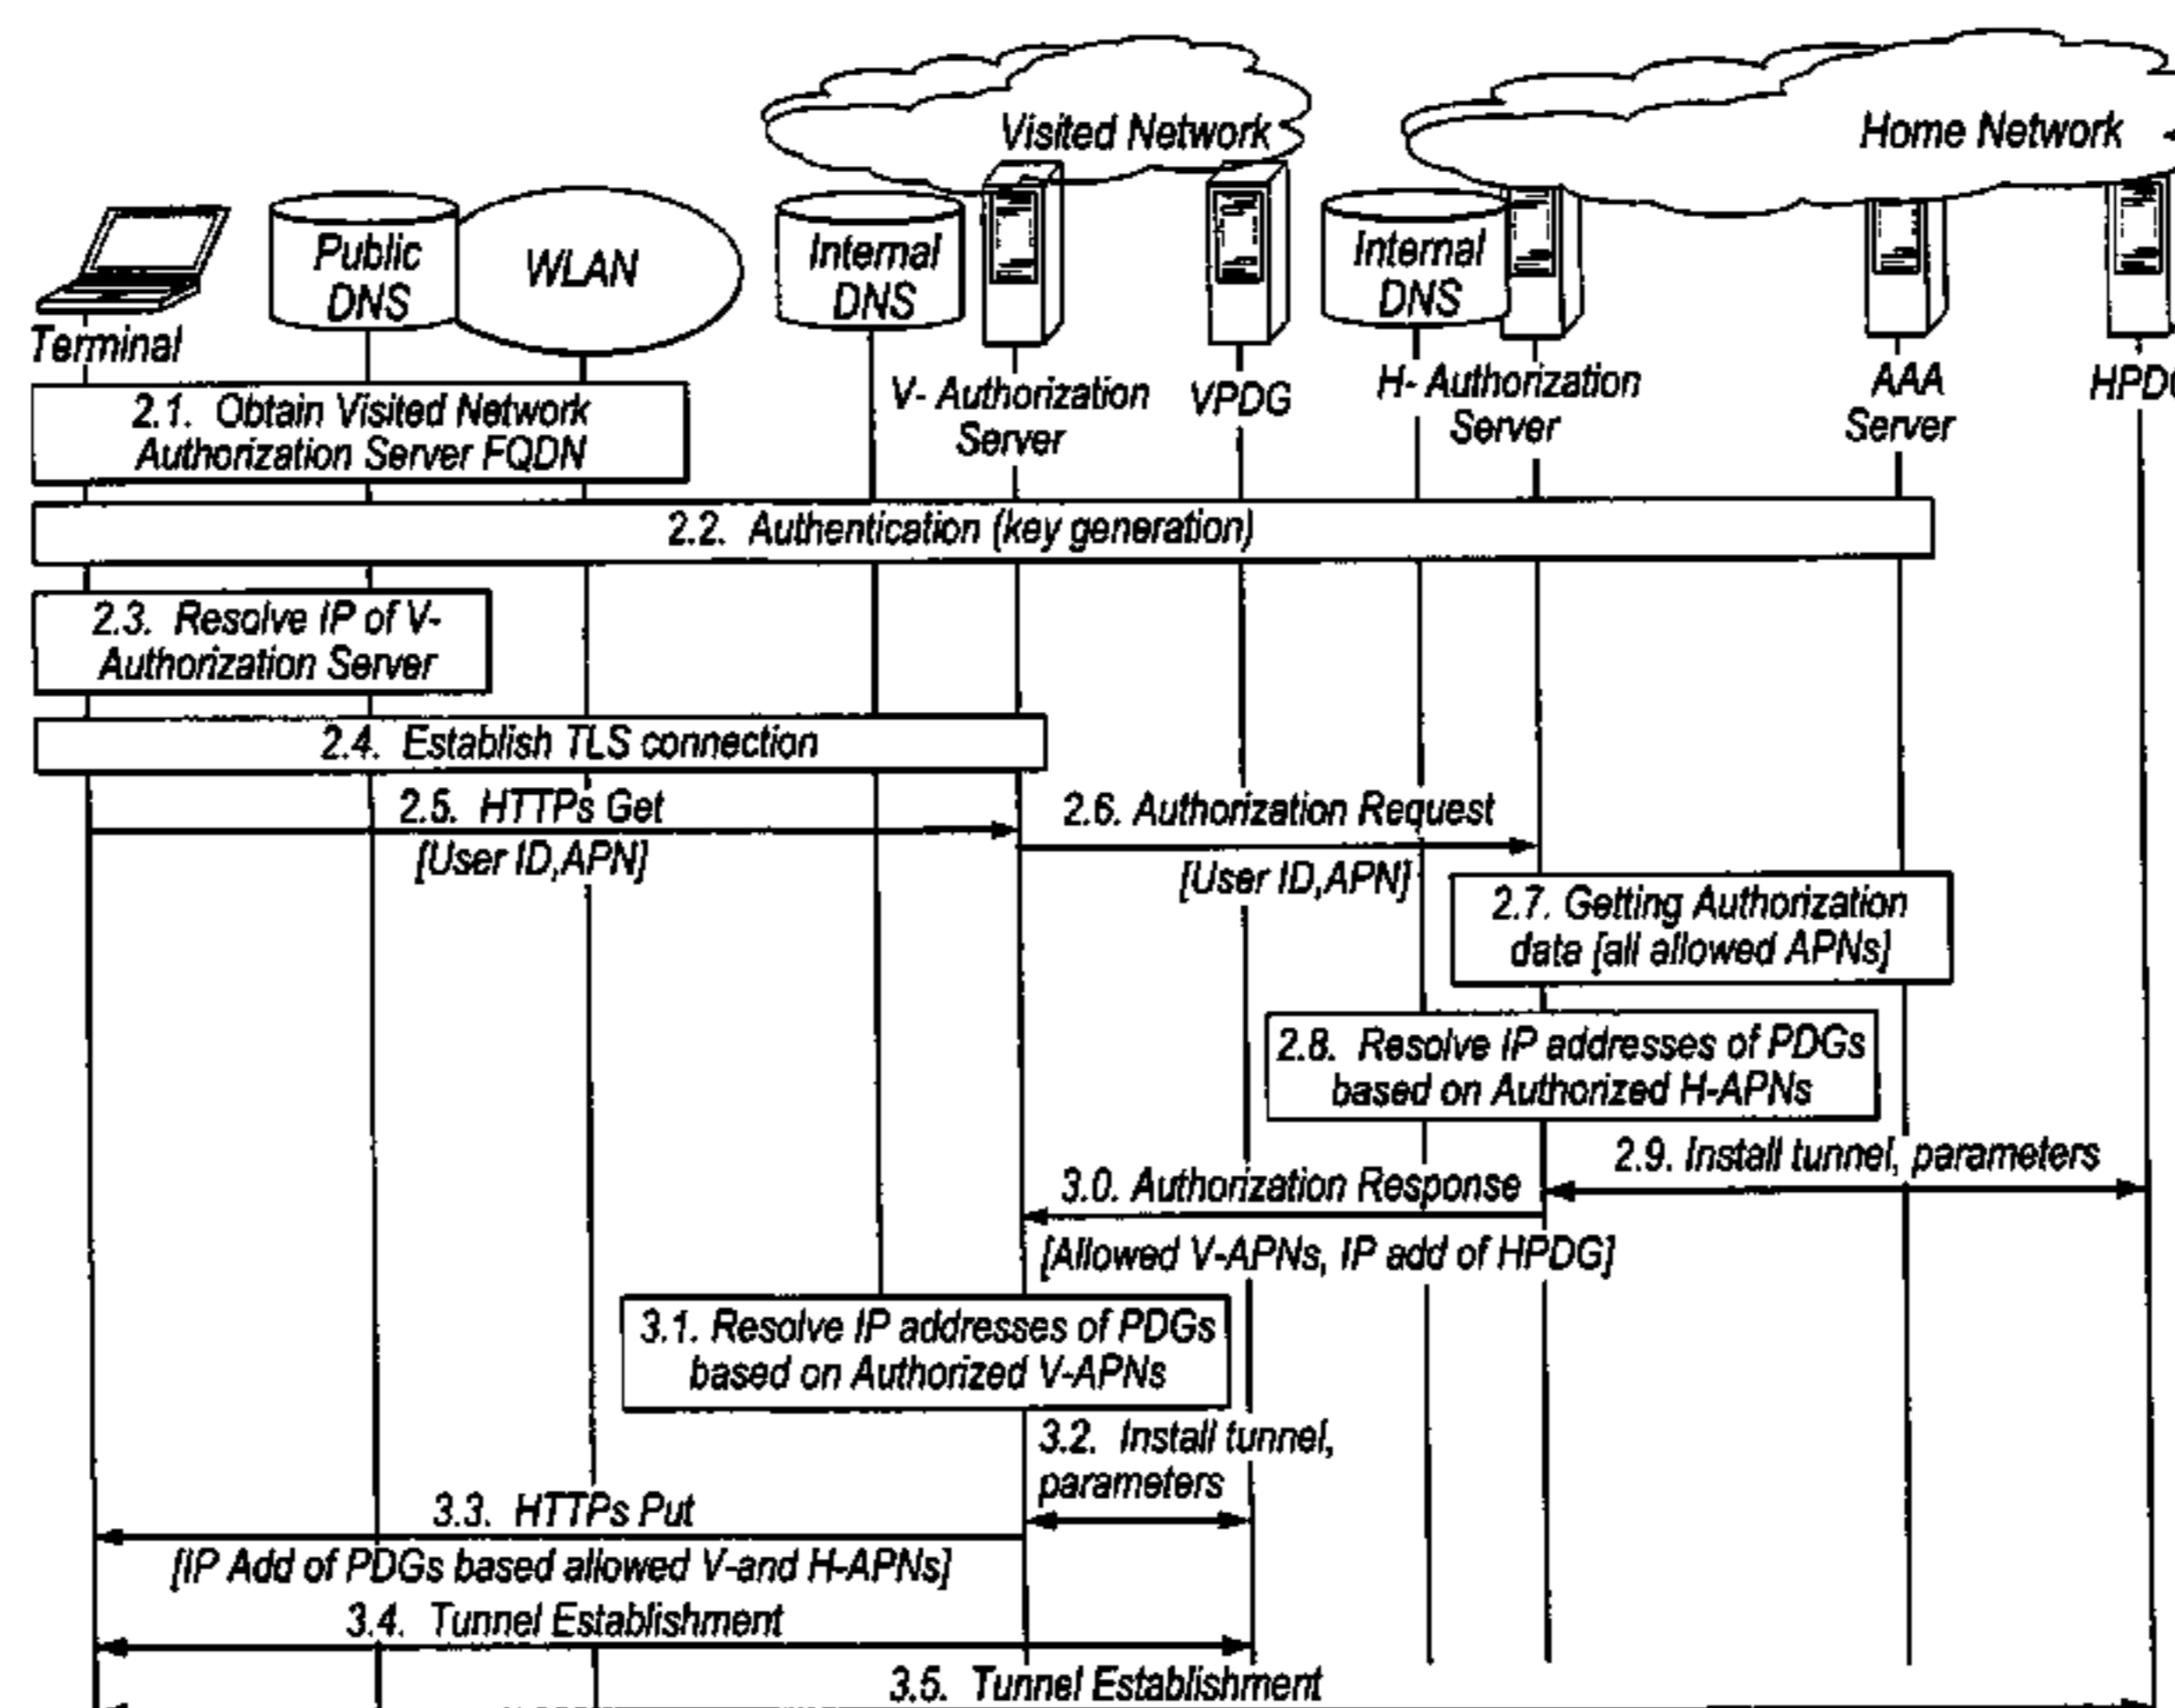 Visited Network
Home Network
Public
DNS
WLAN
Internal
DNS
Internal
DNS
Terminal
V- Authorization
Server
VPDG
H- Authorization
Server
AAA
Server
HPDG
2.1. Obtain Visited Network
Authorization Server FQDN
2.2. Authentication (key generation)
2.3. Resolve IP of V-
Authorization Server
2.4. Establish TLS connection
2.5. HTTPs Get
[User ID,APN]
2.6. Authorization Request
[User ID,APN]
2.7. Getting Authorization
data [all allowed APNs]
2.8. Resolve IP addresses of PDGs
based on Authorized H-APNs
2.9. Install tunnel, parameters
3.0. Authorization Response
[Allowed V-APNs, IP add of HPDG]
3.1. Resolve IP addresses of PDGs
based on Authorized V-APNs
3.2. Install tunnel,
parameters
3.3. HTTPs Put
[IP Add of PDGs based allowed V-and H-APNs]
3.4. Tunnel Establishment
3.5. Tunnel Establishment